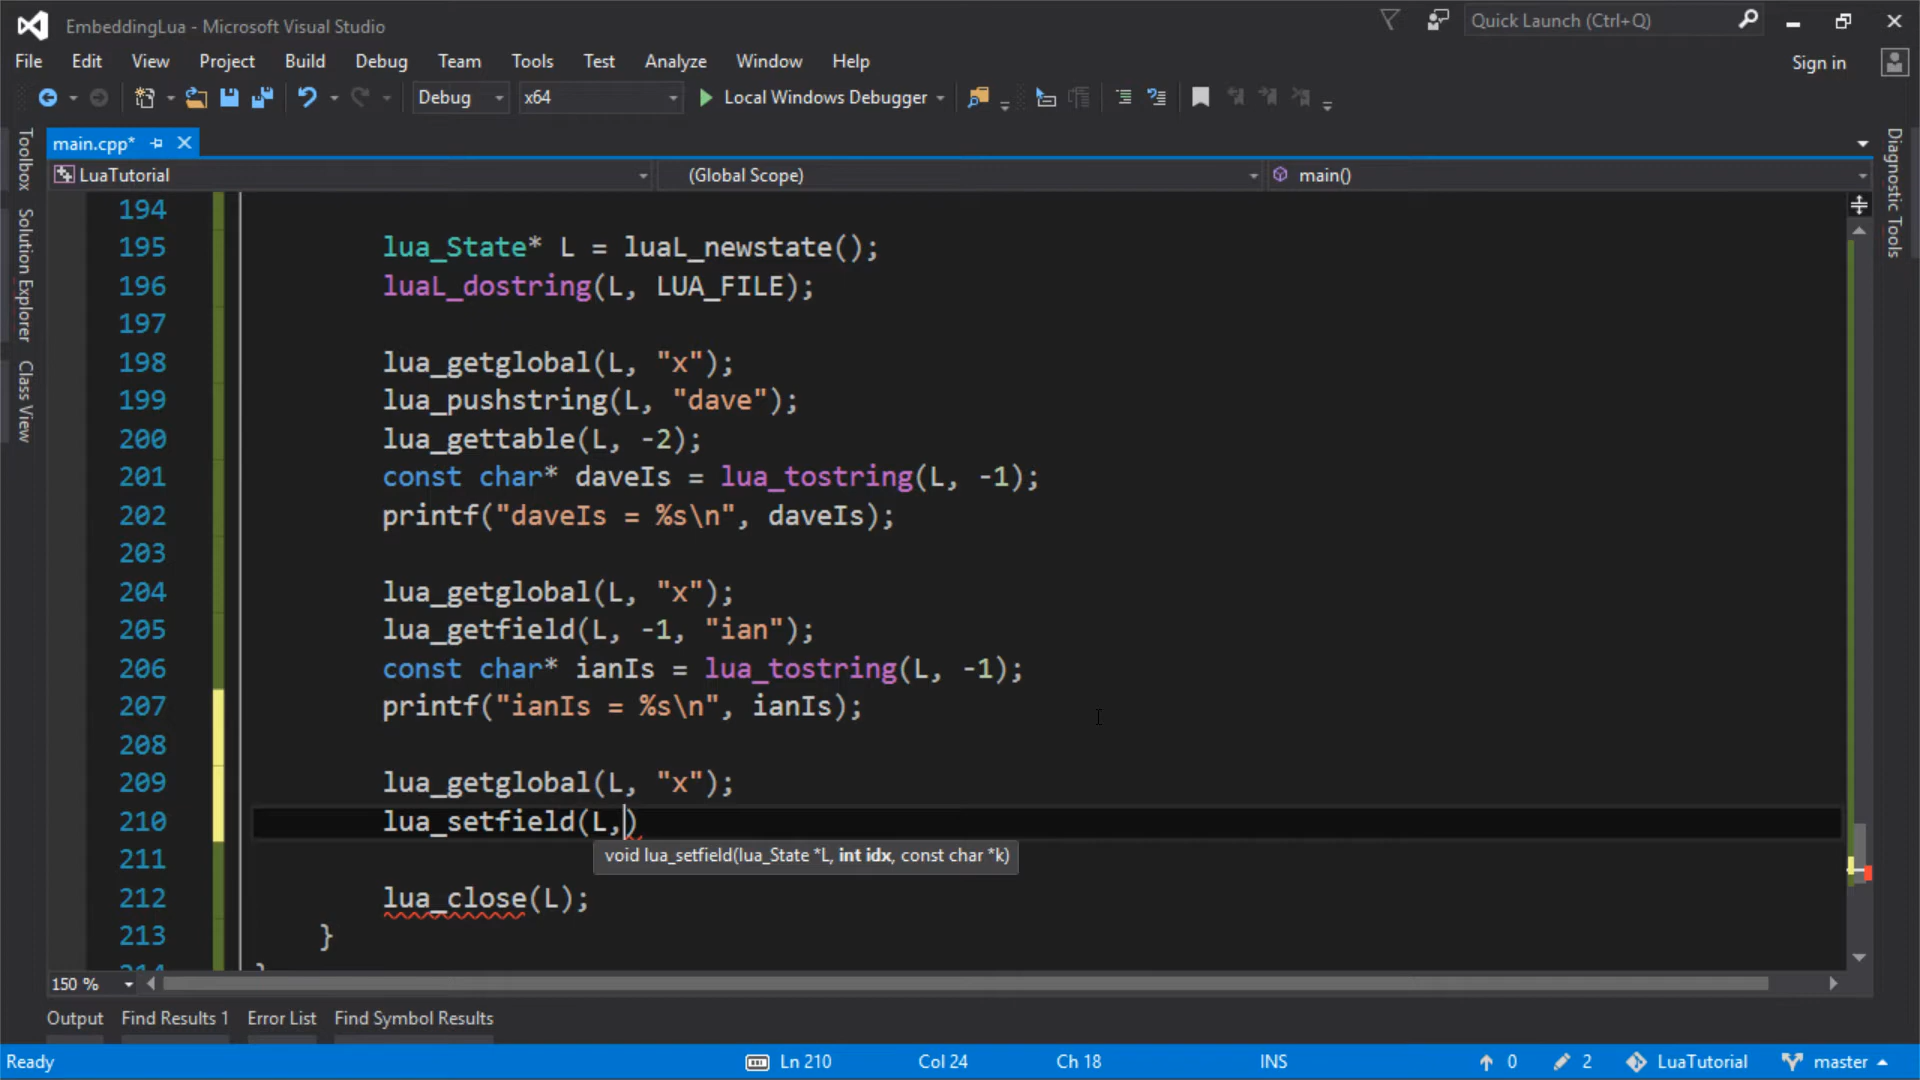 EmbeddingLua - Microsoft Visual Studio
Quick Launch (Ctrl+Q)
File Edit View Project Build Debug Team Tools Test Analyze Window Help
Sign in
Debug x64 Local Windows Debugger
main.cpp*
LuaTutorial (Global Scope) main()
Toolbox
Solution Explorer
Class View
Diagnostic Tools
194
195 lua_State* L = luaL_newstate();
196 luaL_dostring(L, LUA_FILE);
197
198 lua_getglobal(L, "x");
199 lua_pushstring(L, "dave");
200 lua_gettable(L, -2);
201 const char* daveIs = lua_tostring(L, -1);
202 printf("daveIs = %s\n", daveIs);
203
204 lua_getglobal(L, "x");
205 lua_getfield(L, -1, "ian");
206 const char* ianIs = lua_tostring(L, -1);
207 printf("ianIs = %s\n", ianIs);
208
209 lua_getglobal(L, "x");
210 lua_setfield(L,)
void lua_setfield(lua_State *L, int idx, const char *k)
211
212 lua_close(L);
213 }
214 }
150 %
Output Find Results 1 Error List Find Symbol Results
Ready Ln 210 Col 24 Ch 18 INS 0 2 LuaTutorial master